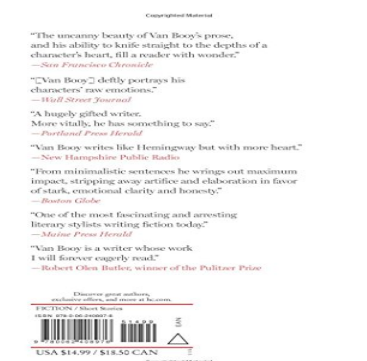 Copyrighted Material
“The uncanny beauty of Van Booy’s prose,
and his ability to knife straight to the depths of a
character’s heart, fill a reader with wonder.”
—San Francisco Chronicle
“[Van Booy] deftly portrays his
characters’ raw emotions.”
—Wall Street Journal
“A hugely gifted writer.
More vitally, he has something to say.”
—Portland Press Herald
“Van Booy writes like Hemingway but with more heart.”
—New Hampshire Public Radio
“From minimalistic sentences he wrings out maximum
impact, stripping away artifice and elaboration in favor
of stark, emotional clarity and honesty.”
—Boston Globe
“One of the most fascinating and arresting
literary stylists writing fiction today.”
—Maine Press Herald
“Van Booy is a writer whose work
I will forever eagerly read.”
—Robert Olen Butler, winner of the Pulitzer Prize
Discover great authors,
exclusive offers, and more at hc.com.
FICTION / Short Stories
51499
EAN
USA $14.99 / $18.50 CAN